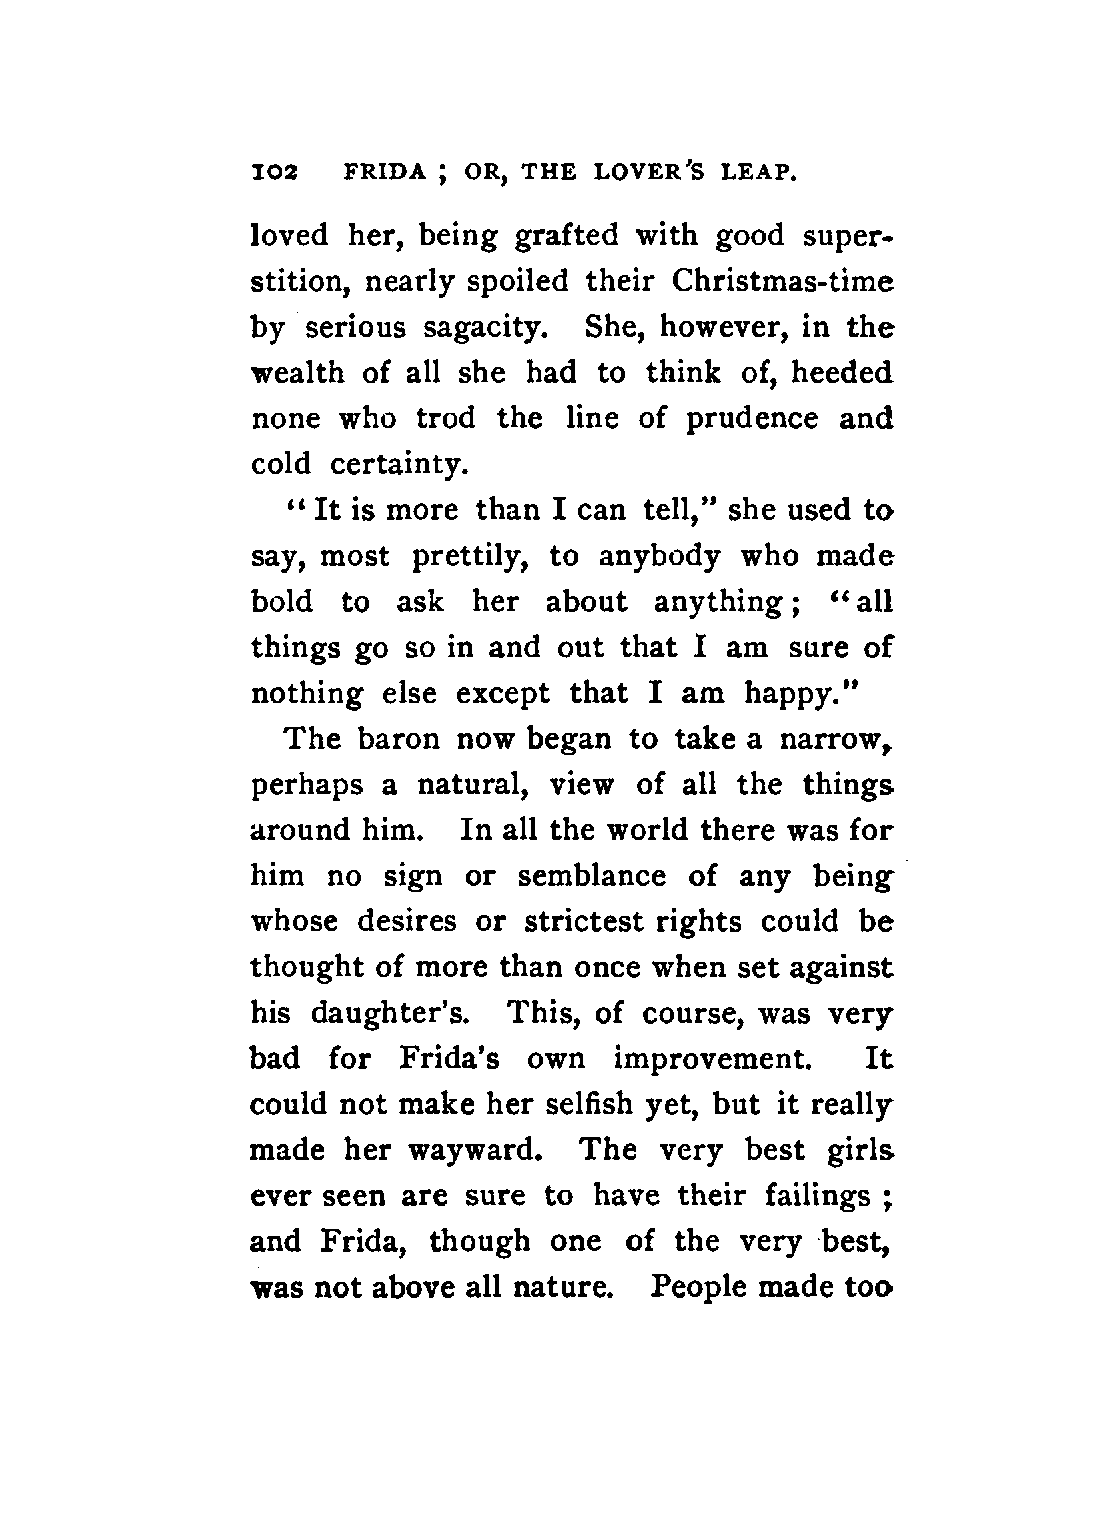 102 FRIDA ; OR, THE LOVER'S LEAP.
loved her, being grafted with good super-
stition, nearly spoiled their Christmas-time
by serious sagacity. She, however, in the
wealth of all she had to think of, heeded
none who trod the line of prudence and
cold certainty.
“ It is more than I can tell,” she used to
say, most prettily, to anybody who made
bold to ask her about anything ; “ all
things go so in and out that I am sure of
nothing else except that I am happy.”
The baron now began to take a narrow,
perhaps a natural, view of all the things
around him. In all the world there was for
him no sign or semblance of any being
whose desires or strictest rights could be
thought of more than once when set against
his daughter's. This, of course, was very
bad for Frida's own improvement. It
could not make her selfish yet, but it really
made her wayward. The very best girls
ever seen are sure to have their failings ;
and Frida, though one of the very best,
was not above all nature. People made too